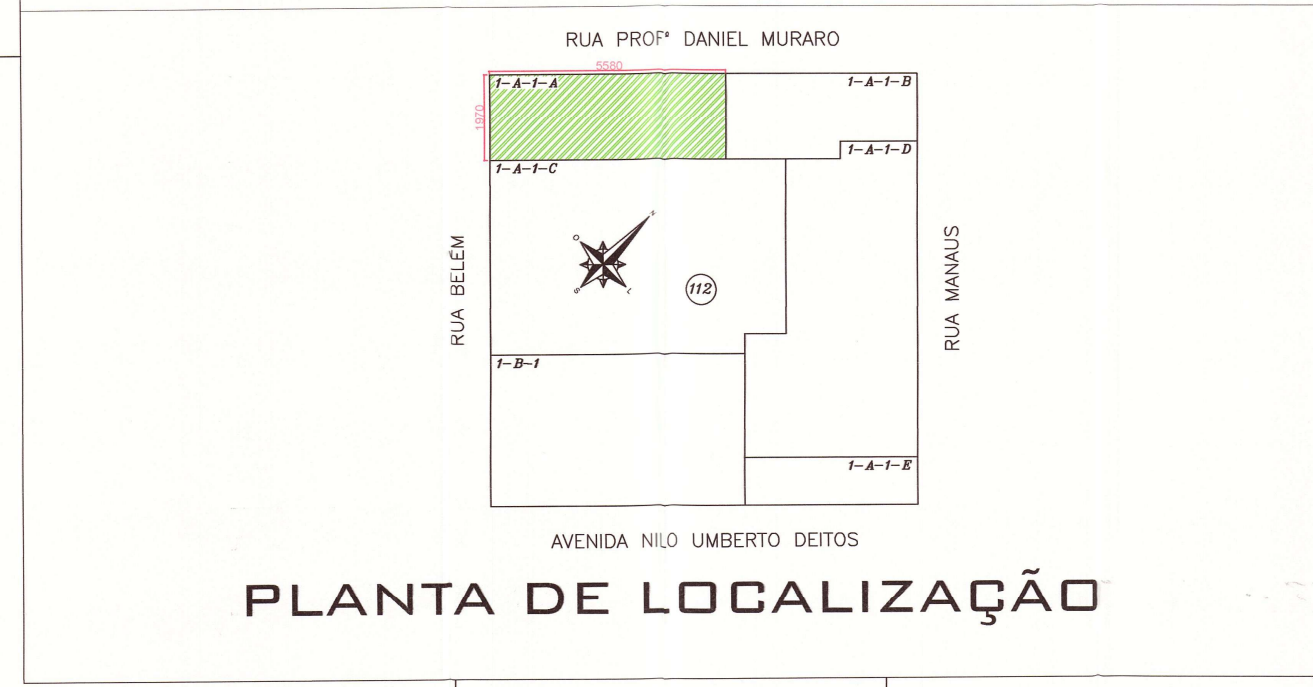 RUA PROFª DANIEL MURARO
5580
1-A-1-A
1-A-1-B
1970
1-A-1-D
1-A-1-C
N
O
S
L
112
RUA BELÉM
RUA MANAUS
1-B-1
1-A-1-E
AVENIDA NILO UMBERTO DEITOS
PLANTA DE LOCALIZAÇÃO